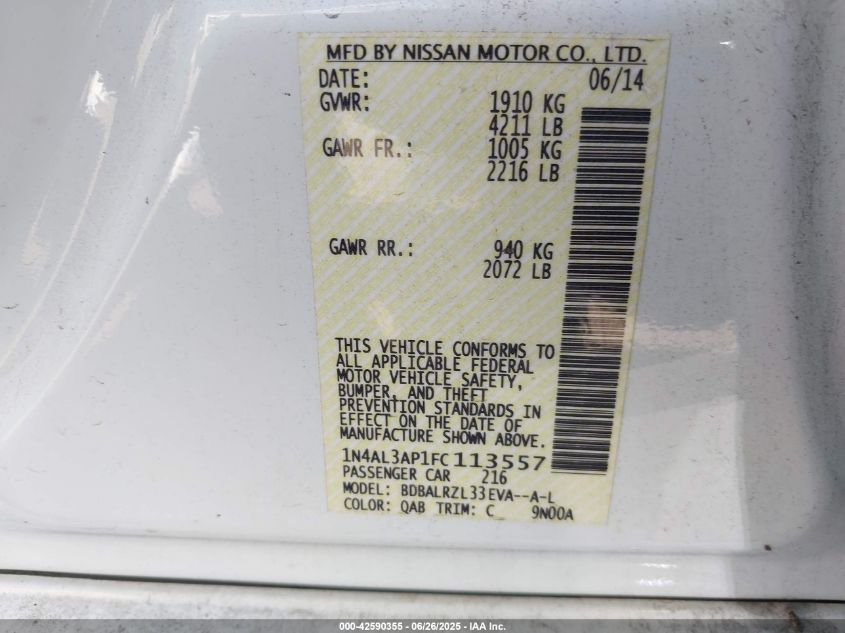 MFD BY NISSAN MOTOR CO., LTD.
DATE: 06/14
GVWR: 1910 KG
4211 LB
GAWR FR.: 1005 KG
2216 LB
GAWR RR.: 940 KG
2072 LB
THIS VEHICLE CONFORMS TO
ALL APPLICABLE FEDERAL
MOTOR VEHICLE SAFETY,
BUMPER, AND THEFT
PREVENTION STANDARDS IN
EFFECT ON THE DATE OF
MANUFACTURE SHOWN ABOVE.
1N4AL3AP1FC113557
PASSENGER CAR 216
MODEL: BDBALRZL33EVA--A-L
COLOR: QAB TRIM: C 9N00A
000-42590355 - 06/26/2025 - IAA Inc.